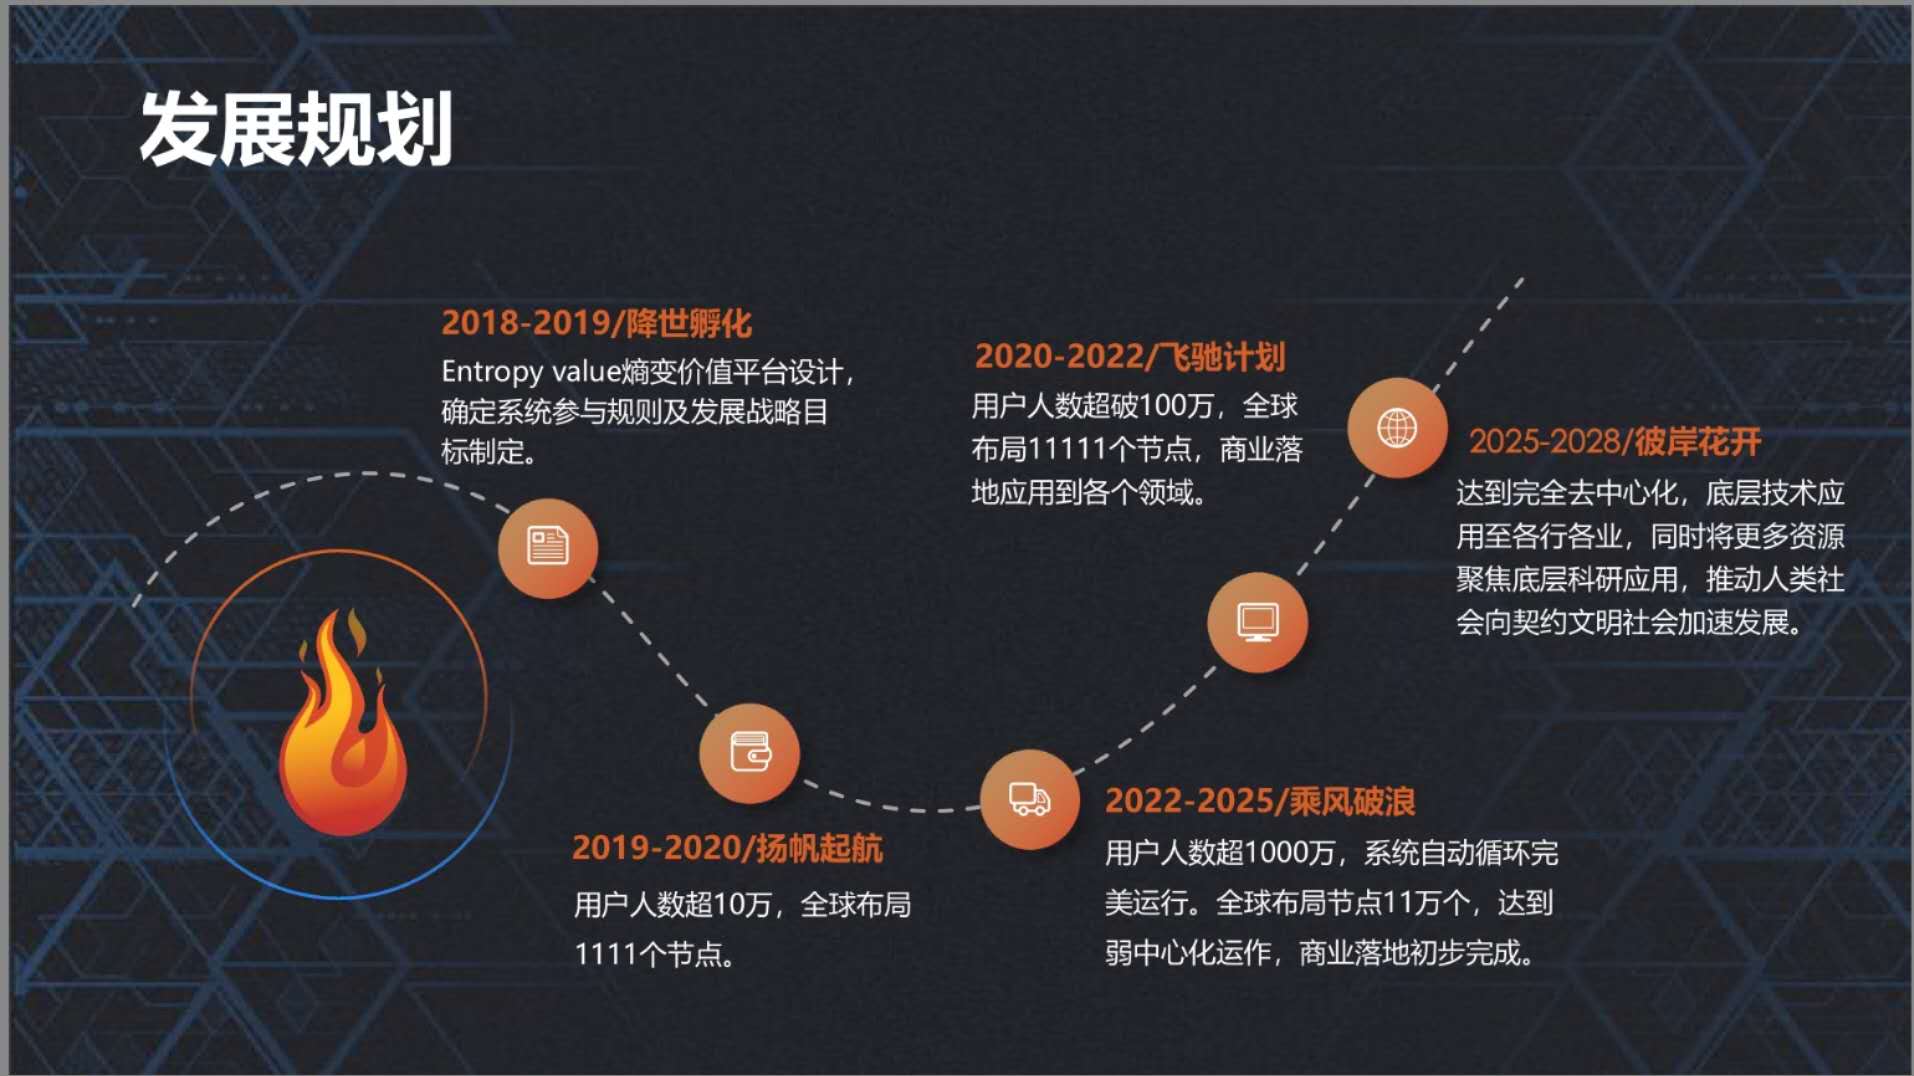 发展规划
2018-2019/降世孵化
Entropy value熵变价值平台设计，
确定系统参与规则及发展战略目
标制定。
2019-2020/扬帆起航
用户人数超10万，全球布局
1111个节点。
2020-2022/飞驰计划
用户人数超破100万，全球
布局11111个节点，商业落
地应用到各个领域。
2022-2025/乘风破浪
用户人数超1000万，系统自动循环完
美运行。全球布局节点11万个，达到
弱中心化运作，商业落地初步完成。
2025-2028/彼岸花开
达到完全去中心化，底层技术应
用至各行各业，同时将更多资源
聚焦底层科研应用，推动人类社
会向契约文明社会加速发展。